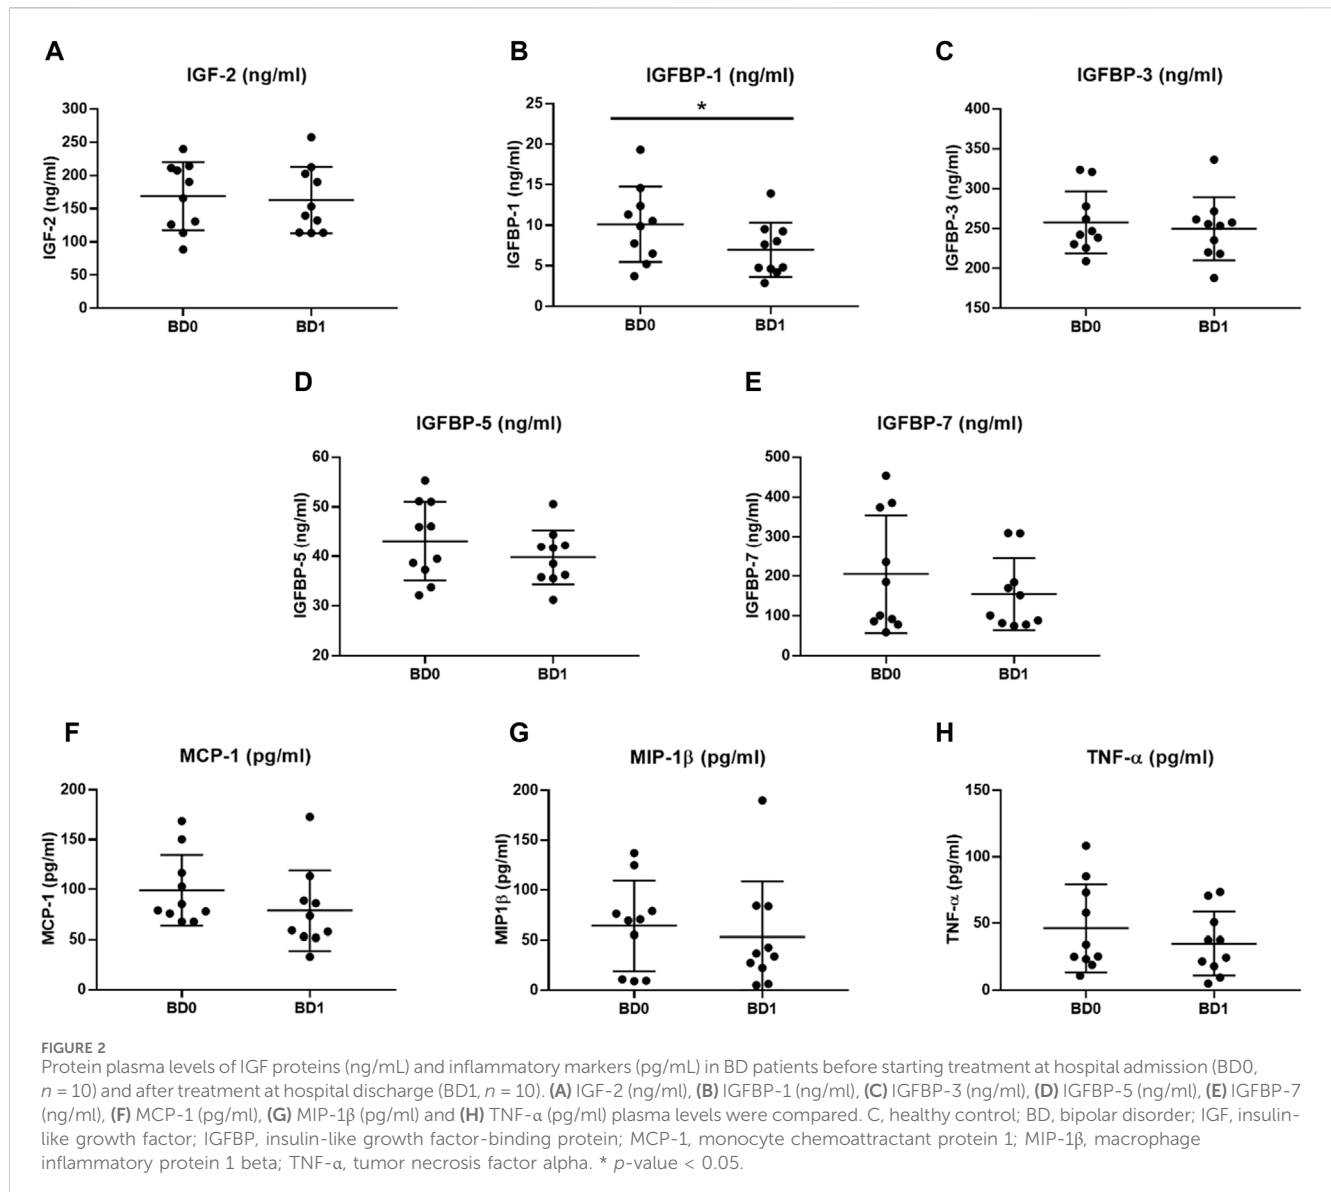 A
IGF-2 (ng/ml)
IGF-2 (ng/ml)
300
250
200
150
100
50
0
BD0 BD1
B
IGFBP-1 (ng/ml)
IGFBP-1 (ng/ml)
25
20
15
10
5
0
*
BD0 BD1
C
IGFBP-3 (ng/ml)
IGFBP-3 (ng/ml)
350
300
250
200
150
BD0 BD1
D
IGFBP-5 (ng/ml)
IGFBP-5 (ng/ml)
60
50
40
30
20
BD0 BD1
E
IGFBP-7 (ng/ml)
IGFBP-7 (ng/ml)
500
400
300
200
100
0
BD0 BD1
F
MCP-1 (pg/ml)
MCP-1 (pg/ml)
200
150
100
50
0
BD0 BD1
G
MIP-1β (pg/ml)
MIP1β (pg/ml)
200
150
100
50
0
BD0 BD1
H
TNF-α (pg/ml)
TNF-α (pg/ml)
150
100
50
0
BD0 BD1
FIGURE 2
Protein plasma levels of IGF proteins (ng/mL) and inflammatory markers (pg/mL) in BD patients before starting treatment at hospital admission (BD0,
n = 10) and after treatment at hospital discharge (BD1, n = 10). (A) IGF-2 (ng/ml), (B) IGFBP-1 (ng/ml), (C) IGFBP-3 (ng/ml), (D) IGFBP-5 (ng/ml), (E) IGFBP-7
(ng/ml), (F) MCP-1 (pg/ml), (G) MIP-1β (pg/ml) and (H) TNF-α (pg/ml) plasma levels were compared. C, healthy control; BD, bipolar disorder; IGF, insulin-
like growth factor; IGFBP, insulin-like growth factor-binding protein; MCP-1, monocyte chemoattractant protein 1; MIP-1β, macrophage
inflammatory protein 1 beta; TNF-α, tumor necrosis factor alpha. * p-value < 0.05.